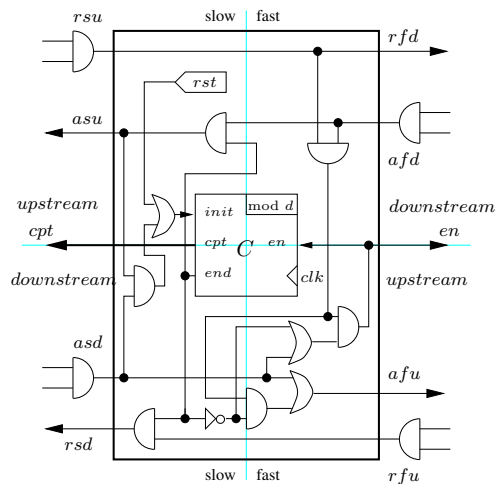 slow fast
rsu
rfd
rst
asu
afd
upstream
downstream
init
mod d
cpt
cpt
C
en
en
downstream
upstream
end
clk
asd
afu
rsd
rfu
slow fast